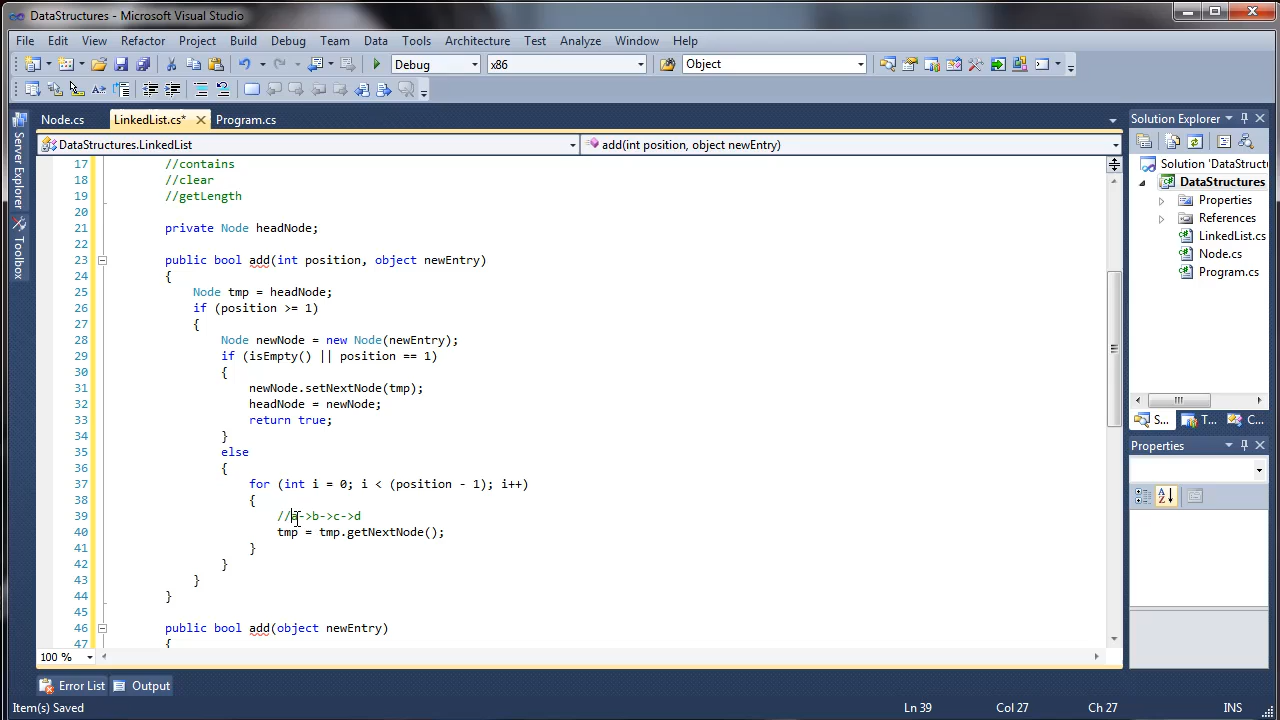 DataStructures - Microsoft Visual Studio
File Edit View Refactor Project Build Debug Team Data Tools Architecture Test Analyze Window Help
Debug x86 Object
Node.cs LinkedList.cs* Program.cs
DataStructures.LinkedList add(int position, object newEntry)
17 //contains
18 //clear
19 //getLength
20
21 private Node headNode;
22
23 public bool add(int position, object newEntry)
24 {
25 Node tmp = headNode;
26 if (position >= 1)
27 {
28 Node newNode = new Node(newEntry);
29 if (isEmpty() || position == 1)
30 {
31 newNode.setNextNode(tmp);
32 headNode = newNode;
33 return true;
34 }
35 else
36 {
37 for (int i = 0; i < (position - 1); i++)
38 {
39 //a->b->c->d
40 tmp = tmp.getNextNode();
41 }
42 }
43 }
44 }
45
46 public bool add(object newEntry)
47 {
100 %
Server Explorer
Toolbox
Solution Explorer
Solution 'DataStruct
DataStructures
Properties
References
LinkedList.cs
Node.cs
Program.cs
S... T... C...
Properties
Error List Output
Item(s) Saved Ln 39 Col 27 Ch 27 INS